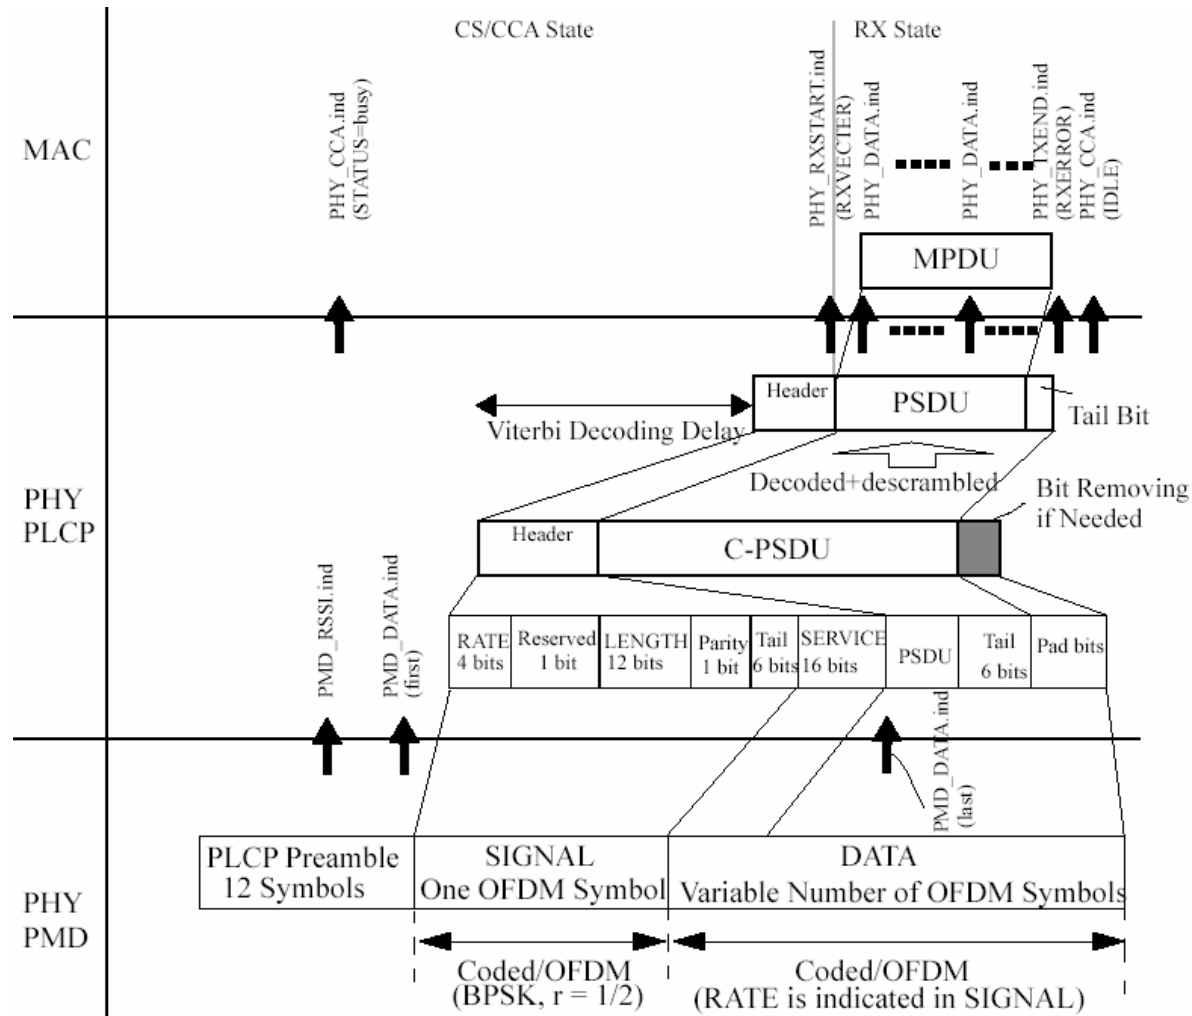 CS/CCA State
RX State
MAC
PHY_CCA.ind
(STATUS=busy)
PHY_RXSTART.ind
(RXVECTER)
PHY_DATA.ind
PHY_DATA.ind
PHY_TXEND.ind
(RXERROR)
PHY_CCA.ind
(IDLE)
MPDU
Header
PSDU
Tail Bit
Viterbi Decoding Delay
Decoded+descrambled
Bit Removing
if Needed
PHY
PLCP
Header
C-PSDU
PMD_RSSI.ind
PMD_DATA.ind
(first)
RATE
4 bits
Reserved
1 bit
LENGTH
12 bits
Parity
1 bit
Tail
6 bits
SERVICE
16 bits
PSDU
Tail
6 bits
Pad bits
PMD_DATA.ind
(last)
PLCP Preamble
12 Symbols
SIGNAL
One OFDM Symbol
DATA
Variable Number of OFDM Symbols
PHY
PMD
Coded/OFDM
(BPSK, r = 1/2)
Coded/OFDM
(RATE is indicated in SIGNAL)